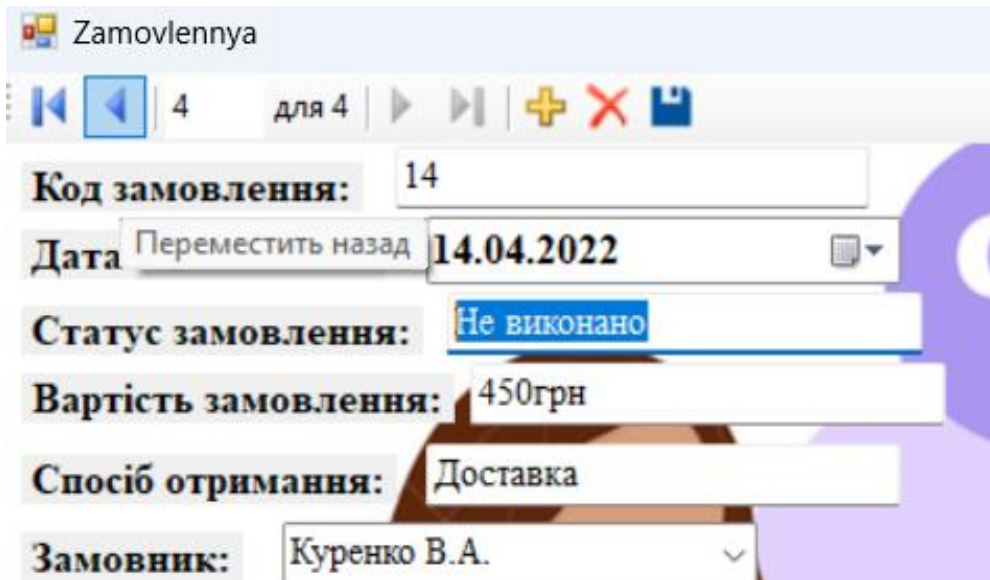 Zamovlennya
4 для 4
Код замовлення: 14
Дата 14.04.2022
Переместить назад
Статус замовлення: Не виконано
Вартість замовлення: 450грн
Спосіб отримання: Доставка
Замовник: Куренко В.А.